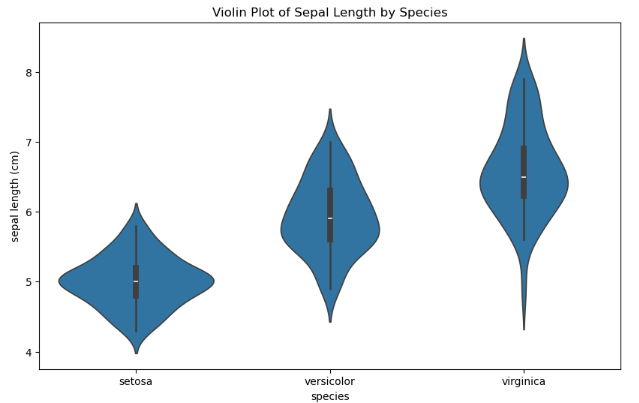 Violin Plot of Sepal Length by Species
sepal length (cm)
8
7
6
5
4
setosa versicolor virginica
species